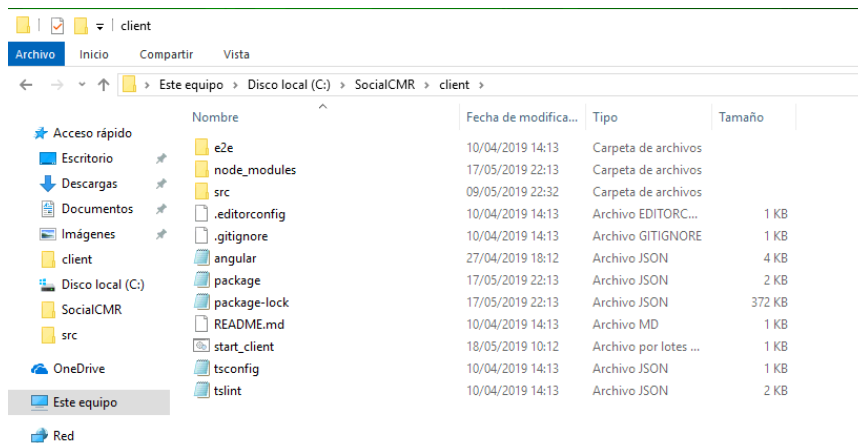 client
Archivo Inicio Compartir Vista
Este equipo > Disco local (C:) > SocialCMR > client >
Acceso rápido
Escritorio
Descargas
Documentos
Imágenes
client
Disco local (C:)
SocialCMR
src
OneDrive
Este equipo
Red
Nombre Fecha de modifica... Tipo Tamaño
e2e 10/04/2019 14:13 Carpeta de archivos
node_modules 17/05/2019 22:13 Carpeta de archivos
src 09/05/2019 22:32 Carpeta de archivos
.editorconfig 10/04/2019 14:13 Archivo EDITORC... 1 KB
.gitignore 10/04/2019 14:13 Archivo GITIGNORE 1 KB
angular 27/04/2019 18:12 Archivo JSON 4 KB
package 17/05/2019 22:13 Archivo JSON 2 KB
package-lock 17/05/2019 22:13 Archivo JSON 372 KB
README.md 10/04/2019 14:13 Archivo MD 1 KB
start_client 18/05/2019 10:12 Archivo por lotes ... 1 KB
tsconfig 10/04/2019 14:13 Archivo JSON 1 KB
tslint 10/04/2019 14:13 Archivo JSON 2 KB